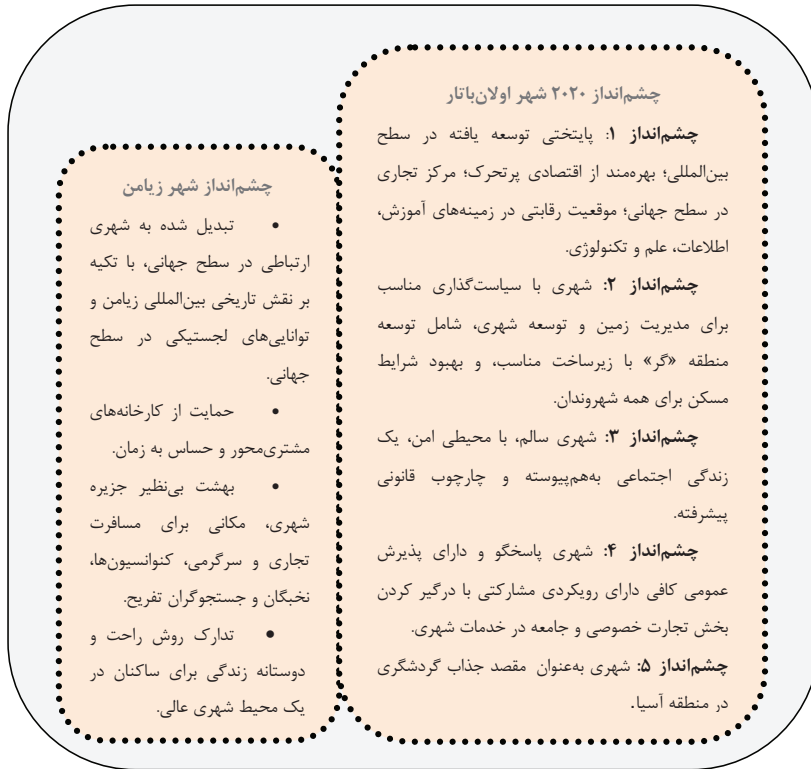 چشم‌انداز ۲۰۲۰ شهر اولان‌باتار
چشم‌انداز ۱: پایتختی توسعه یافته در سطح
بین‌المللی؛ بهره‌مند از اقتصادی پرتحرک؛ مرکز تجاری
در سطح جهانی؛ موقعیت رقابتی در زمینه‌های آموزش،
اطلاعات، علم و تکنولوژی.
چشم‌انداز ۲: شهری با سیاست‌گذاری مناسب
برای مدیریت زمین و توسعه شهری، شامل توسعه
منطقه «گر» با زیرساخت مناسب، و بهبود شرایط
مسکن برای همه شهروندان.
چشم‌انداز ۳: شهری سالم، با محیطی امن، یک
زندگی اجتماعی به‌هم‌پیوسته و چارچوب قانونی
پیشرفته.
چشم‌انداز ۴: شهری پاسخگو و دارای پذیرش
عمومی کافی دارای رویکردی مشارکتی با درگیر کردن
بخش تجارت خصوصی و جامعه در خدمات شهری.
چشم‌انداز ۵: شهری به‌عنوان مقصد جذاب گردشگری
در منطقه آسیا.
چشم‌انداز شهر زیامن
• تبدیل شده به شهری
ارتباطی در سطح جهانی، با تکیه
بر نقش تاریخی بین‌المللی زیامن و
توانایی‌های لجستیکی در سطح
جهانی.
• حمایت از کارخانه‌های
مشتری‌محور و حساس به زمان.
• بهشت بی‌نظیر جزیره
شهری، مکانی برای مسافرت
تجاری و سرگرمی، کنوانسیون‌ها،
نخبگان و جستجوگران تفریح.
• تدارک روش راحت و
دوستانه زندگی برای ساکنان در
یک محیط شهری عالی.